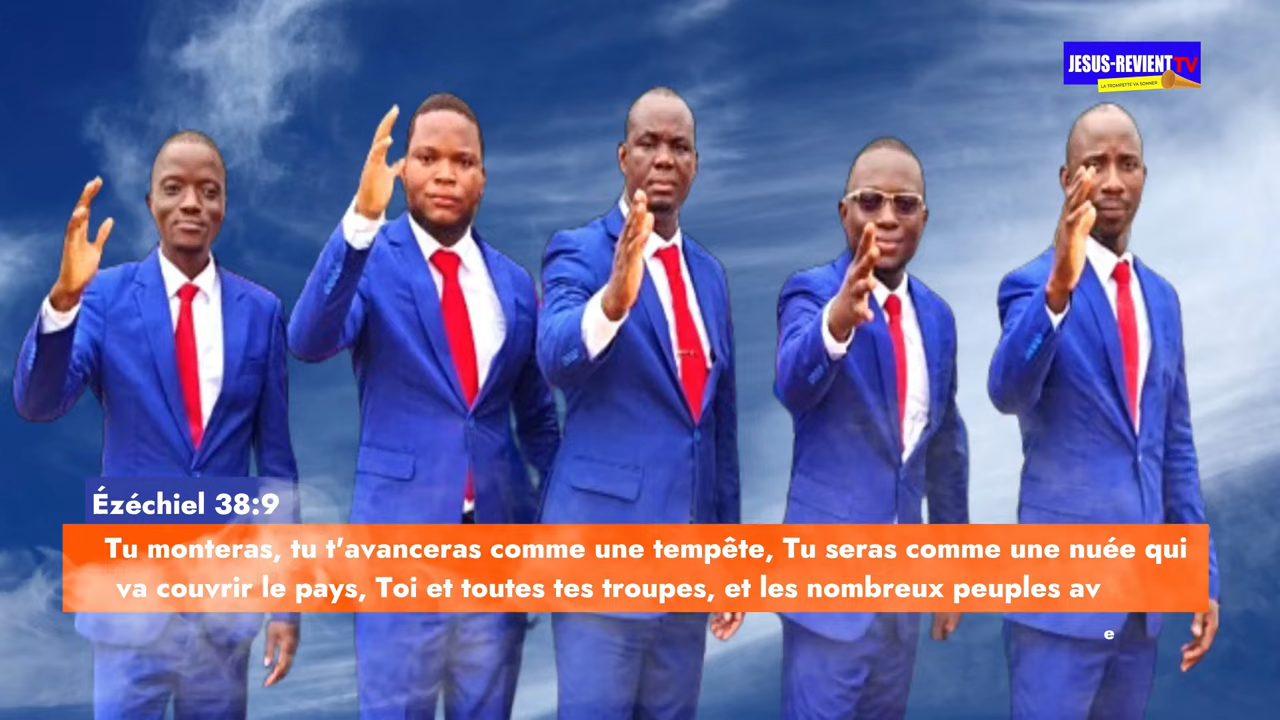 JESUS-REVIENT TV
LA TROMPETTE VA SONNER
Ézéchiel 38:9
Tu monteras, tu t'avanceras comme une tempête, Tu seras comme une nuée qui
va couvrir le pays, Toi et toutes tes troupes, et les nombreux peuples av
e